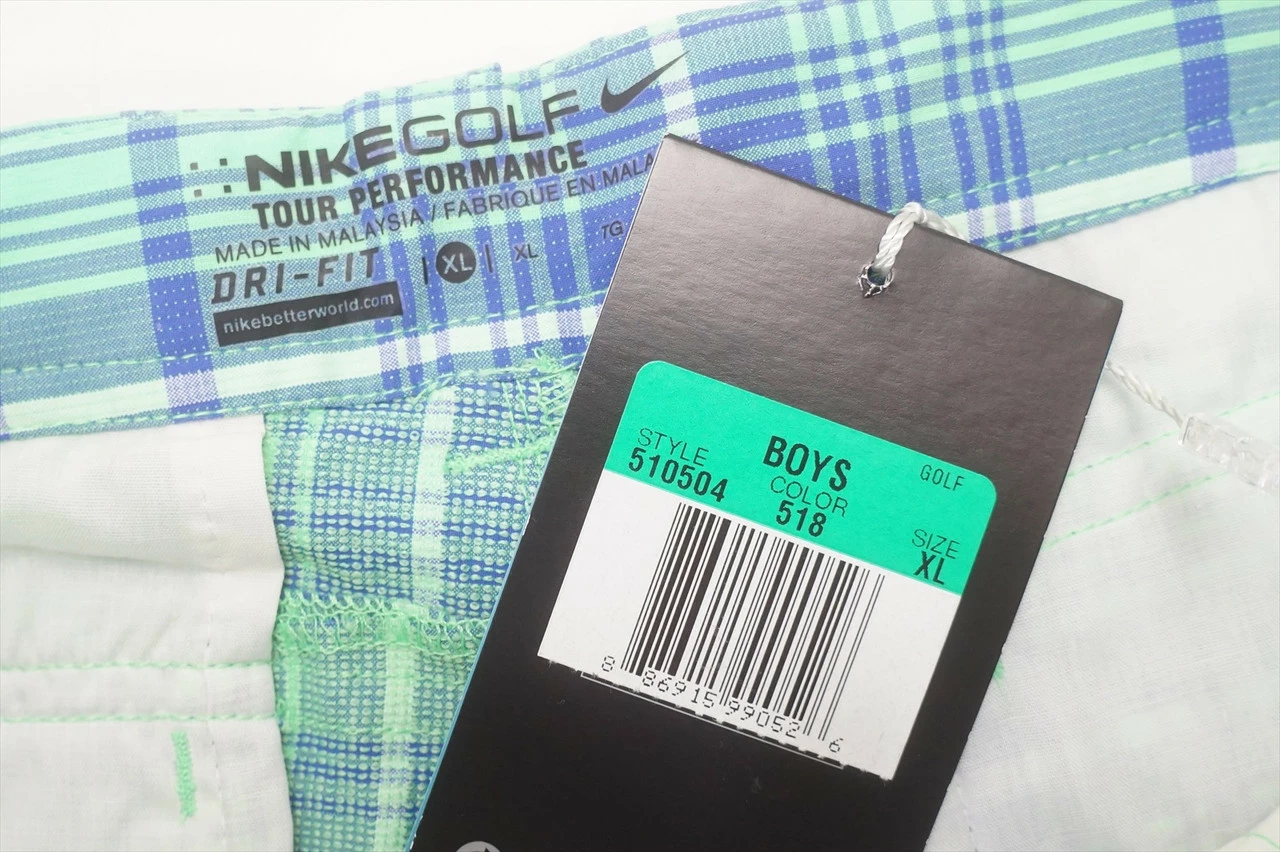 NIKEGOLF
TOUR PERFORMANCE
MADE IN MALAYSIA / FABRIQUE EN MALA
DRI-FIT | XL | XL TG
nikebetterworld.com
BOYS
GOLF
STYLE
510504
COLOR
518
SIZE
XL
8 86915 99052 6